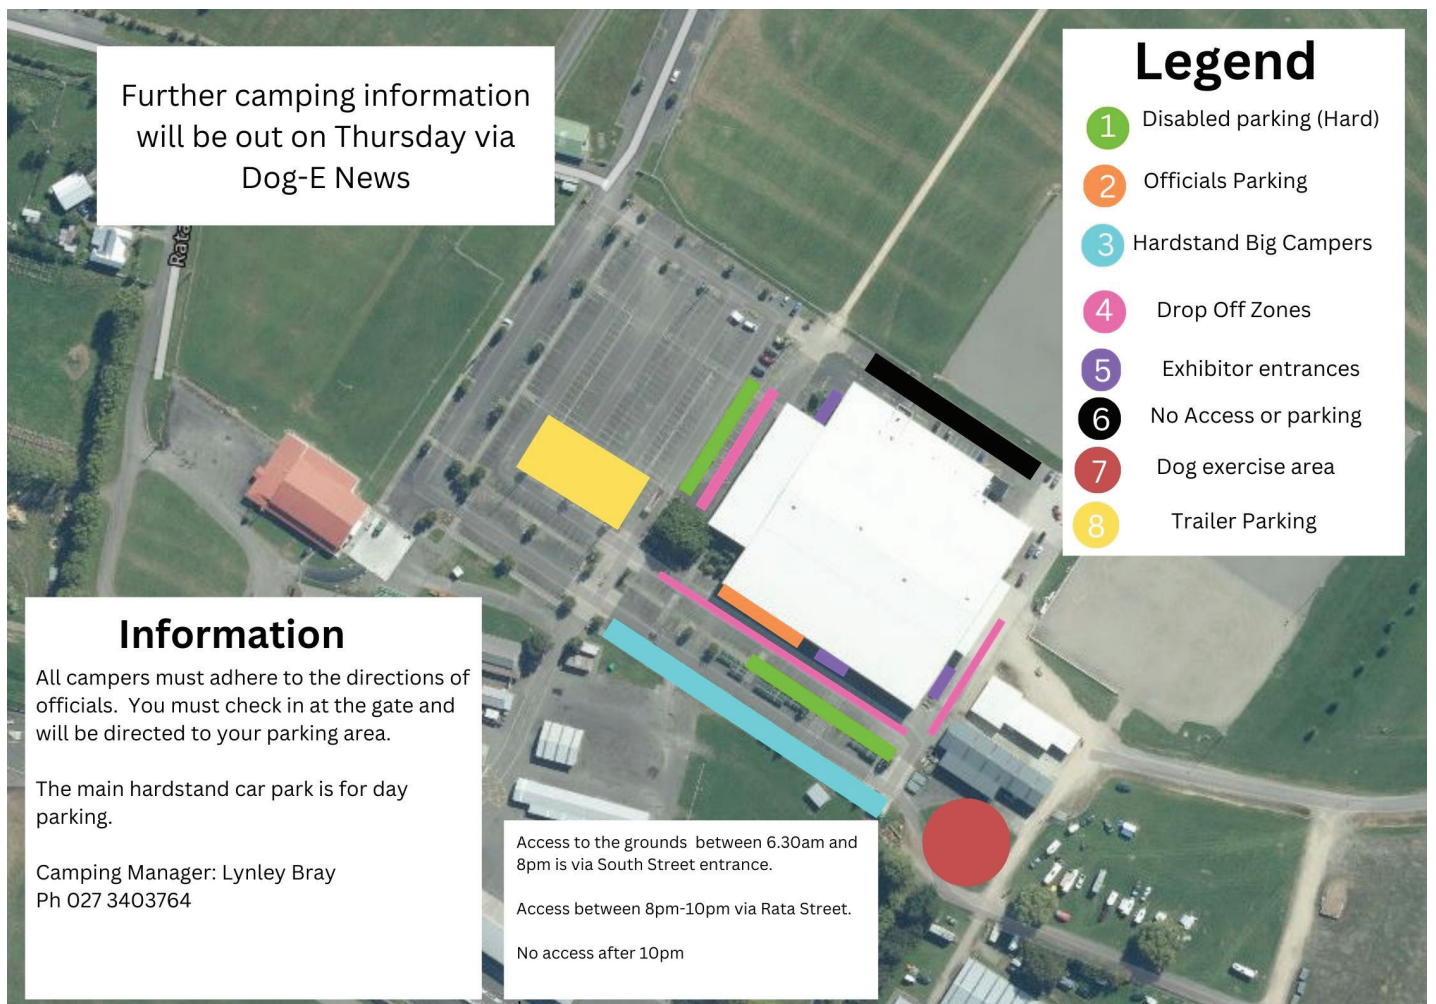 Further camping information
will be out on Thursday via
Dog-E News
Legend
1 Disabled parking (Hard)
2 Officials Parking
3 Hardstand Big Campers
4 Drop Off Zones
5 Exhibitor entrances
6 No Access or parking
7 Dog exercise area
8 Trailer Parking
Rata
Information
All campers must adhere to the directions of
officials. You must check in at the gate and
will be directed to your parking area.
The main hardstand car park is for day
parking.
Camping Manager: Lynley Bray
Ph 027 3403764
Access to the grounds between 6.30am and
8pm is via South Street entrance.
Access between 8pm-10pm via Rata Street.
No access after 10pm